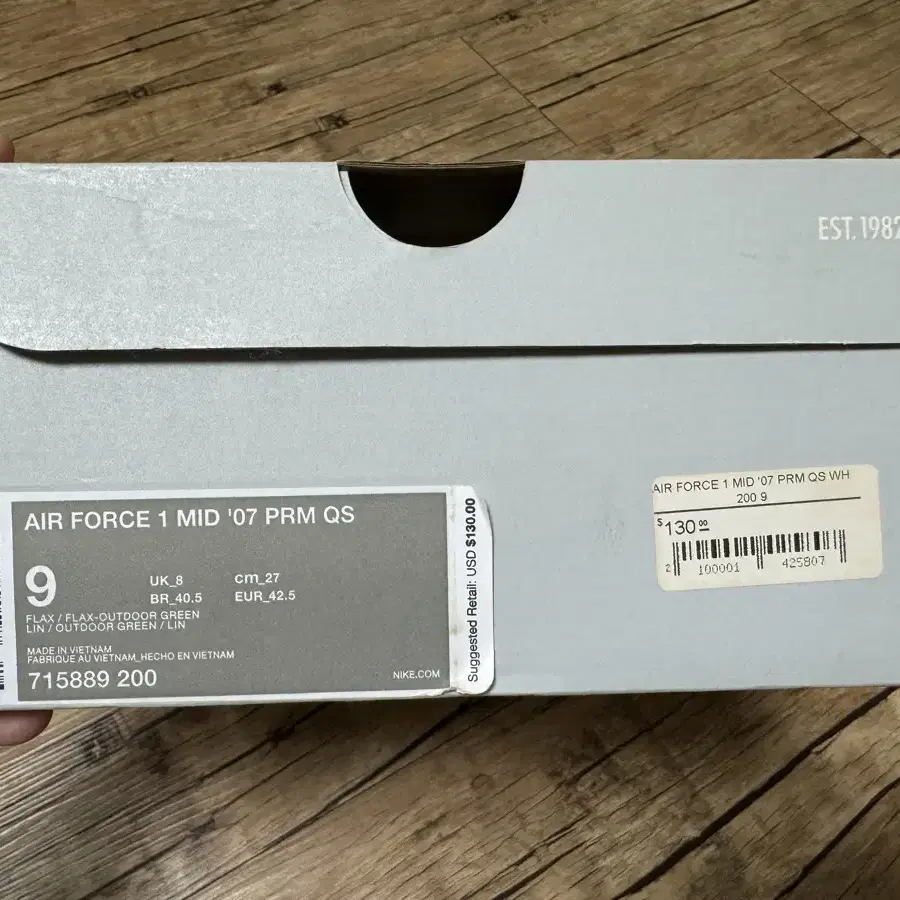 EST. 1982
AIR FORCE 1 MID '07 PRM QS
9
UK_8 cm_27
BR_40.5 EUR_42.5
FLAX / FLAX-OUTDOOR GREEN
LIN / OUTDOOR GREEN / LIN
MADE IN VIETNAM
FABRIQUE AU VIETNAM_HECHO EN VIETNAM
715889 200
NIKE.COM
Suggested Retail: USD $130.00
AIR FORCE 1 MID '07 PRM QS WH
200 9
$130.00
2 100001 425807